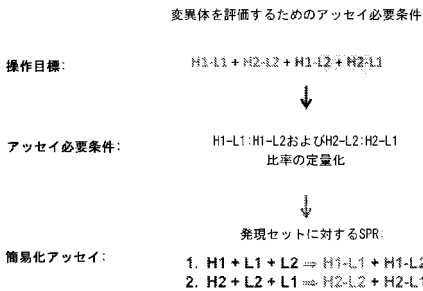 変異体を評価するためのアッセイ必要条件
操作目標:
H1-L1 + H2-L2 + H1-L2 + H2-L1
アッセイ必要条件:
H1-L1:H1-L2およびH2-L2:H2-L1
比率の定量化
発現セットに対するSPR:
簡易化アッセイ:
1. H1 + L1 + L2 ⇒ H1-L1 + H1-L2
2. H2 + L2 + L1 ⇒ H2-L2 + H2-L1